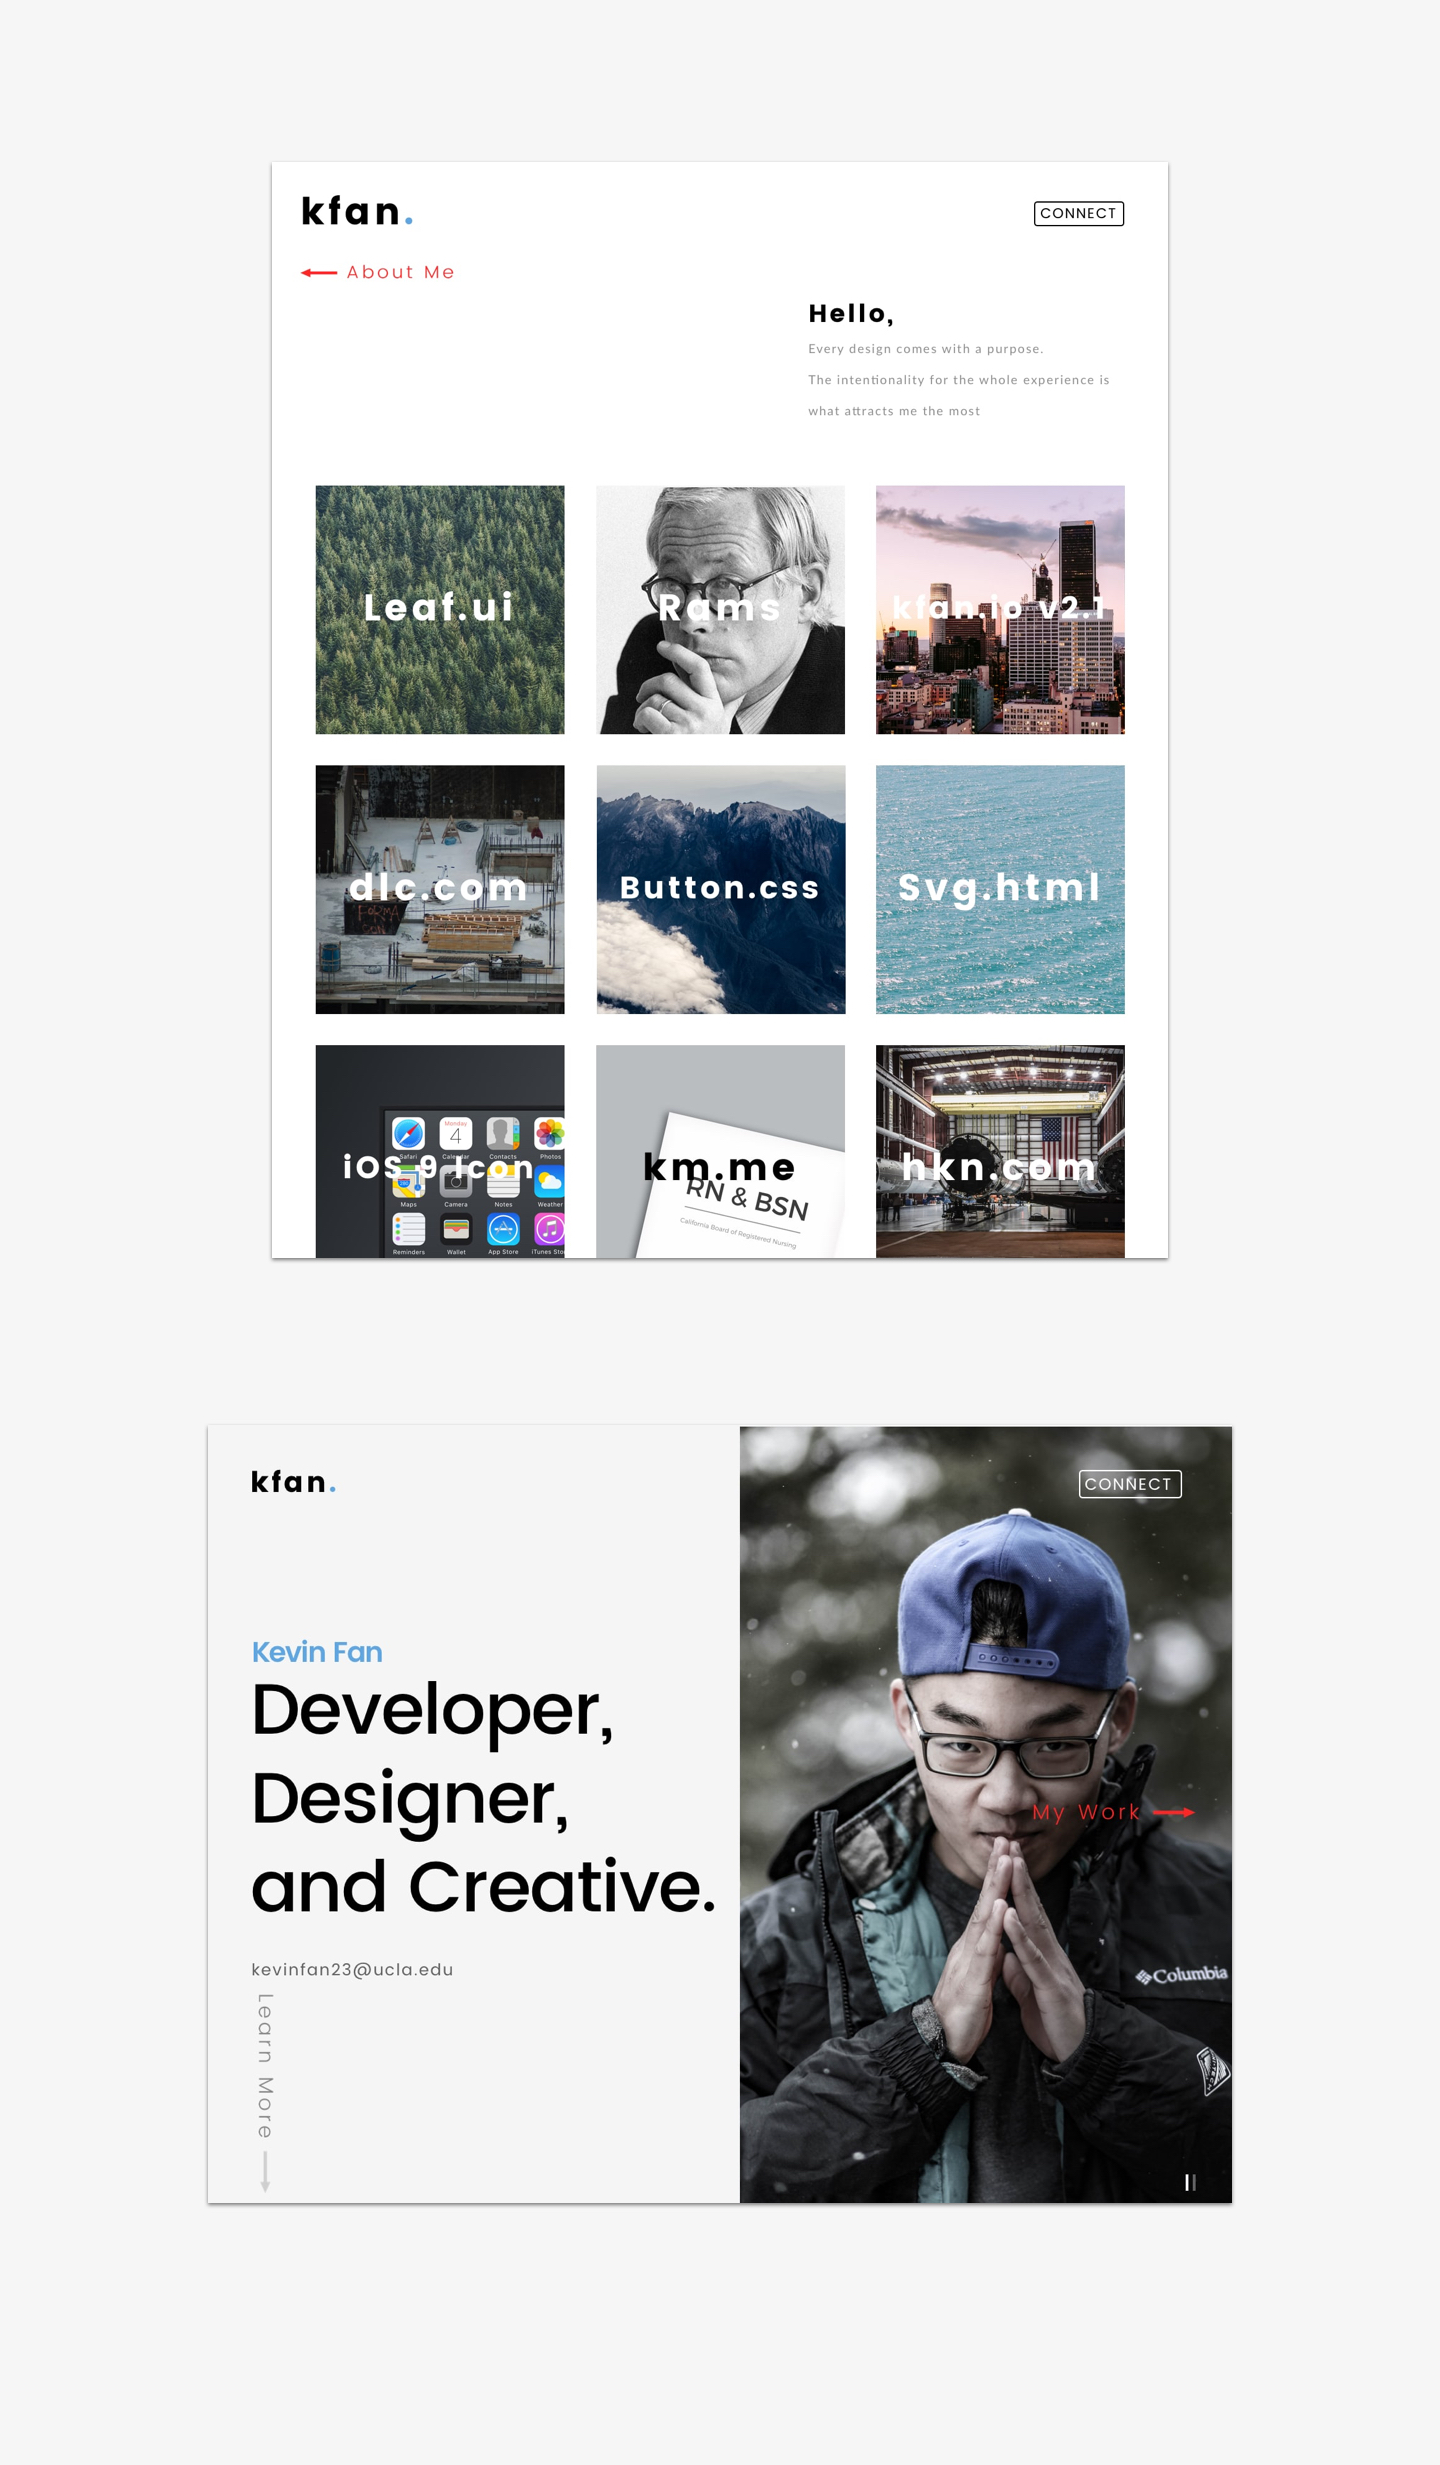 kfan.
CONNECT
About Me
Hello,
Every design comes with a purpose.
The intentionality for the whole experience is
what attracts me the most
Leaf.ui
Rams
kfan.io v2.1
dlc.com
Button.css
Svg.html
Monday
4
Safari Calendar Contacts Photos
iOS 9 Icon
Maps Camera Notes Weather
Reminders Wallet App Store iTunes Sto
km.me
RN & BSN
California Board of Registered Nursing
hkn.com
kfan.
CONNECT
Kevin Fan
Developer,
Designer,
and Creative.
My Work
kevinfan23@ucla.edu
Learn More
Columbia